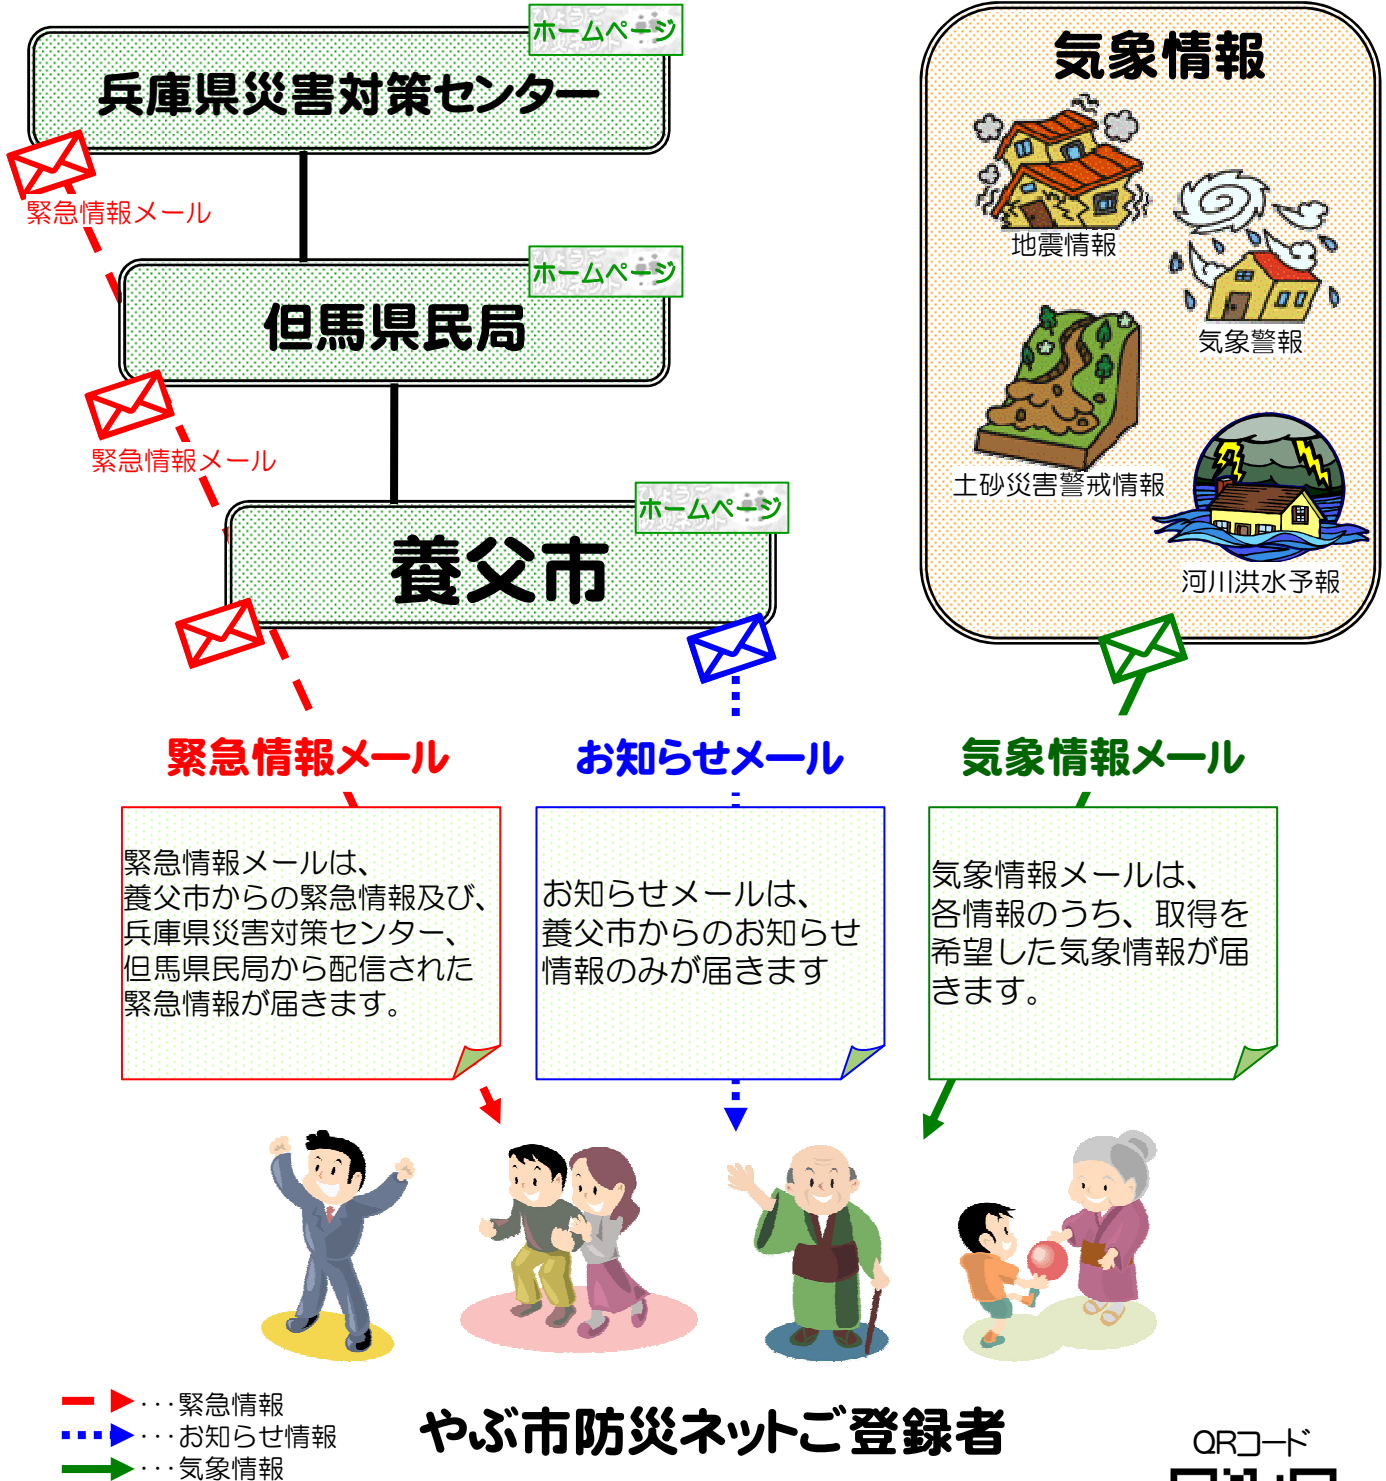 ホームページ
兵庫県災害対策センター
緊急情報メール
ホームページ
但馬県民局
緊急情報メール
ホームページ
養父市
気象情報
地震情報
気象警報
土砂災害警戒情報
河川洪水予報
緊急情報メール
お知らせメール
気象情報メール
緊急情報メールは、
養父市からの緊急情報及び、
兵庫県災害対策センター、
但馬県民局から配信された
緊急情報が届きます。
お知らせメールは、
養父市からのお知らせ
情報のみが届きます
気象情報メールは、
各情報のうち、取得を
希望した気象情報が届
きます。
・・・緊急情報
・・・お知らせ情報
・・・気象情報
やぶ市防災ネットご登録者
QRコード